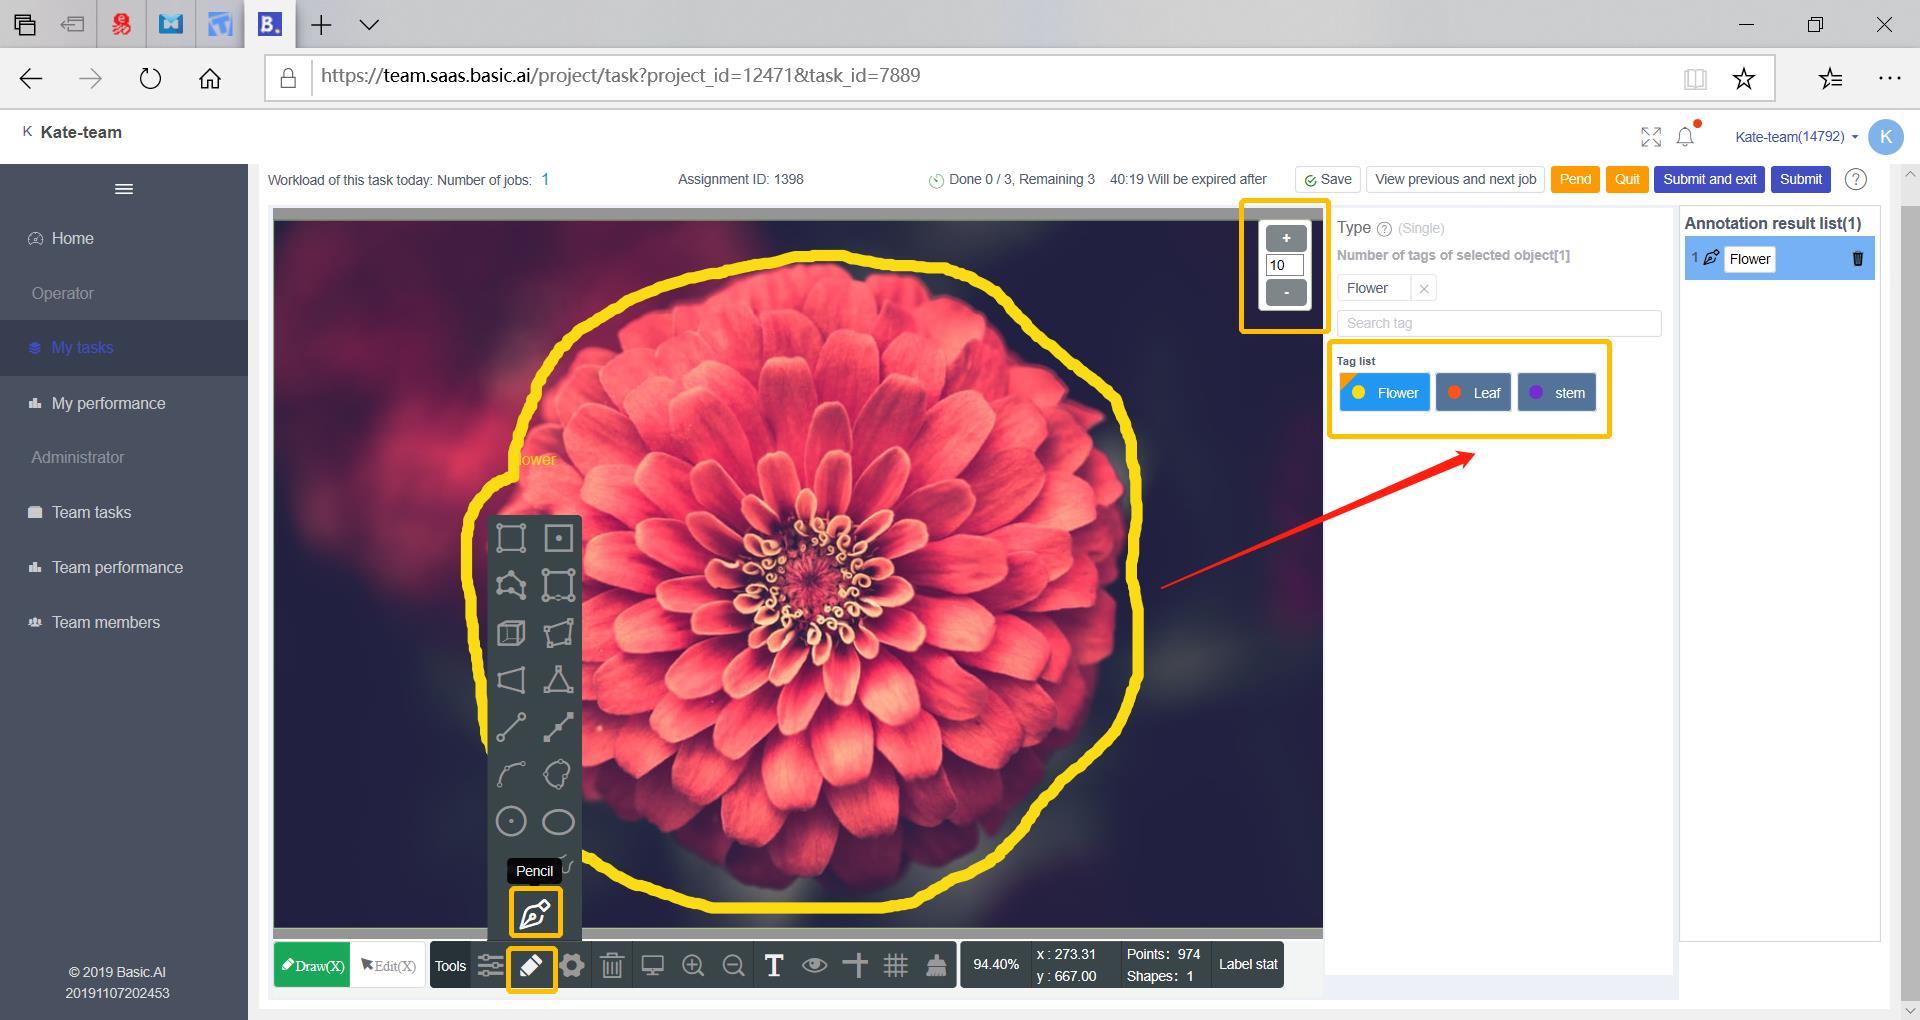 B.
https://team.saas.basic.ai/project/task?project_id=12471&task_id=7889
K Kate-team
Kate-team(14792)
K
Workload of this task today: Number of jobs: 1
Assignment ID: 1398
Done 0 / 3, Remaining 3
40:19 Will be expired after
Save
View previous and next job
Pend
Quit
Submit and exit
Submit
?
Home
Operator
My tasks
My performance
Administrator
Team tasks
Team performance
Team members
© 2019 Basic.AI
20191107202453
lower
+
10
-
Type ? (Single)
Number of tags of selected object[1]
Flower ×
Search tag
Tag list
Flower
Leaf
stem
Annotation result list(1)
1 Flower
Pencil
Draw(X)
Edit(X)
Tools
T
94.40%
x : 273.31
y : 667.00
Points: 974
Shapes: 1
Label stat